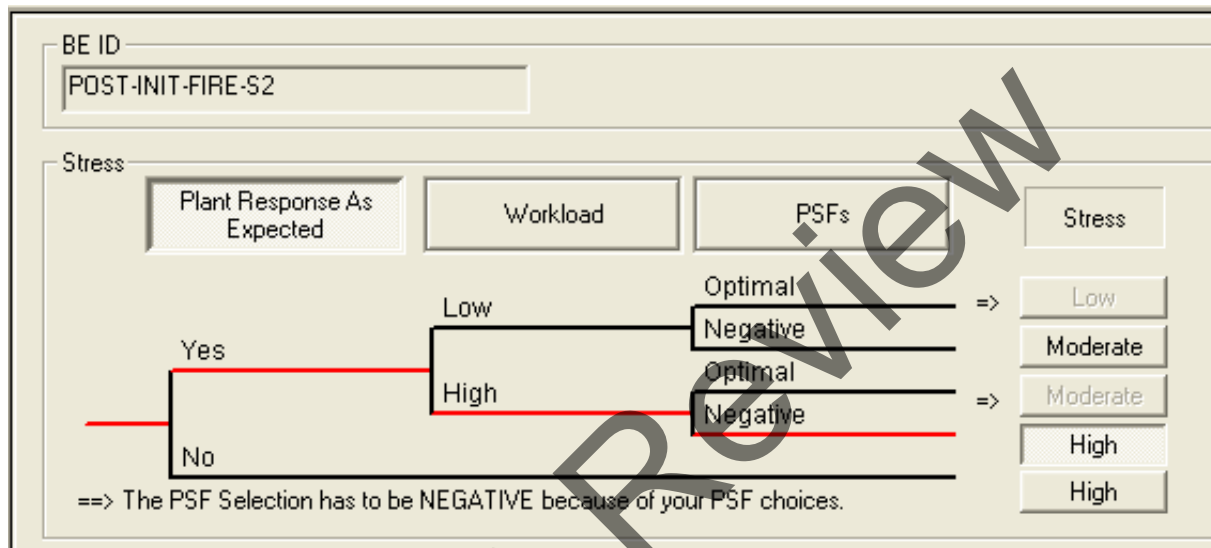 BE ID
POST-INIT-FIRE-S2
Stress
Plant Response As
Expected
Workload
PSFs
Stress
Optimal
=>
Low
Low
Negative
Moderate
Yes
Optimal
=>
Moderate
High
Negative
High
No
High
==> The PSF Selection has to be NEGATIVE because of your PSF choices.
Review